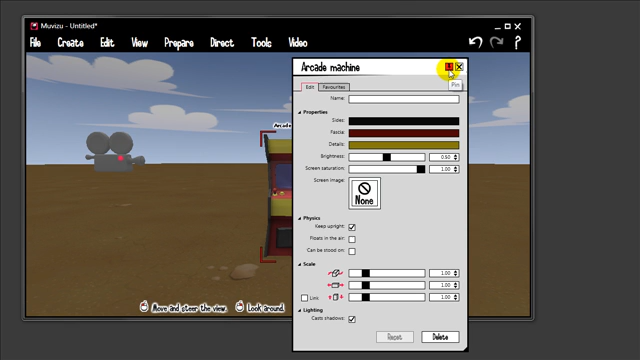 Muvizu - Untitled*
File Create Edit View Prepare Direct Tools Video
?
Arcade machine
Pin
Edit Favourites
Name:
Arcade
Properties
Sides:
Fascia:
Details:
Brightness: 0.50
Screen saturation: 1.00
Screen image:
None
Physics
Keep upright:
Floats in the air:
Can be stood on:
Scale
1.00
1.00
Link 1.00
Lighting
Casts shadows:
Move and steer the view. Look around.
Reset Delete